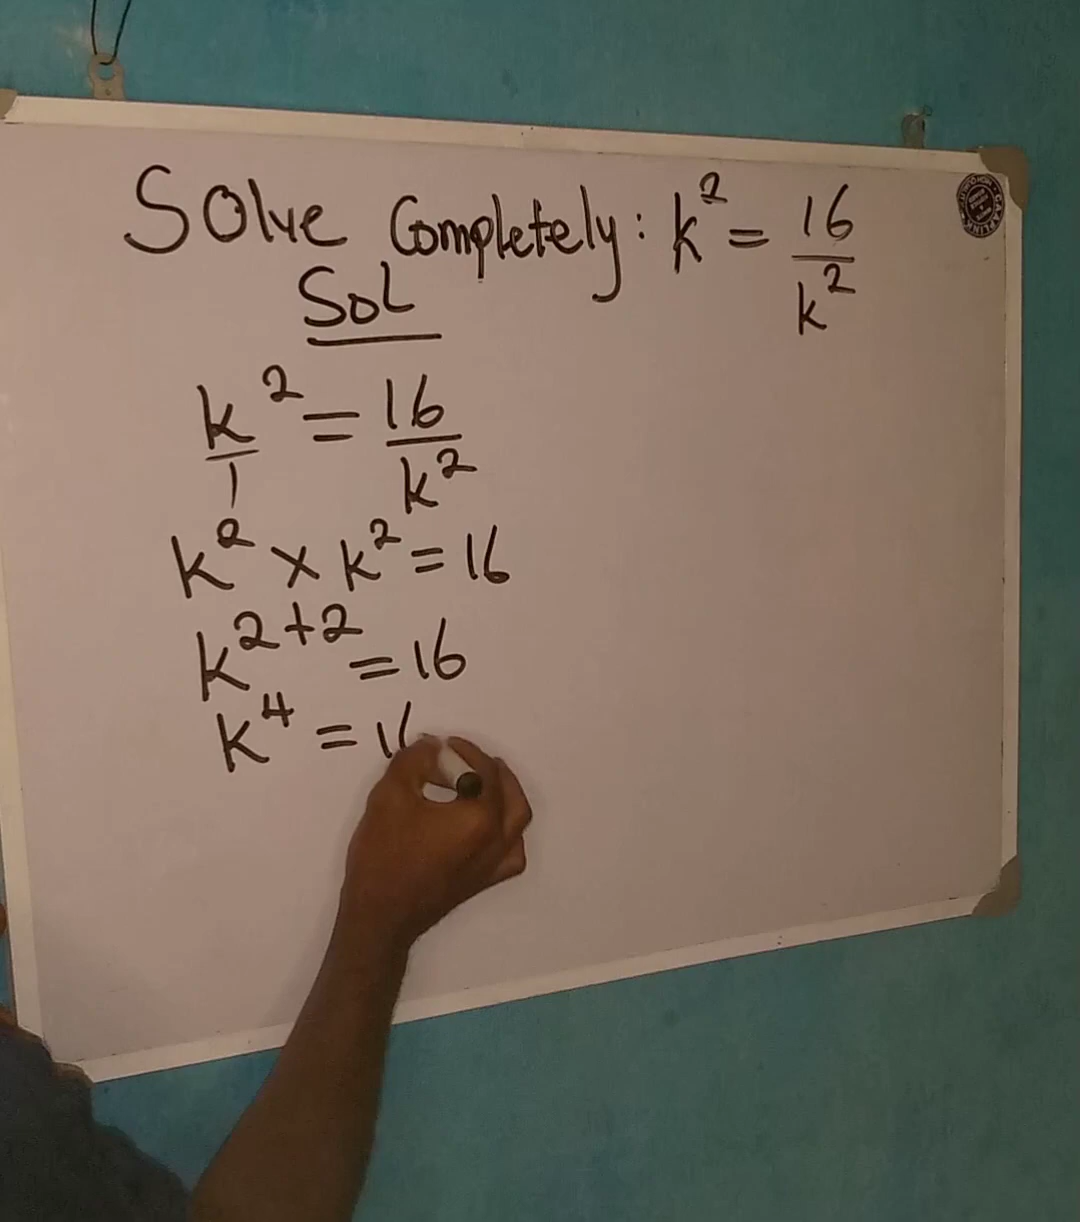 Solve Completely: k² = 16/k²
Sol
k²/1 = 16/k²
k² × k² = 16
k²⁺² = 16
k⁴ = 1